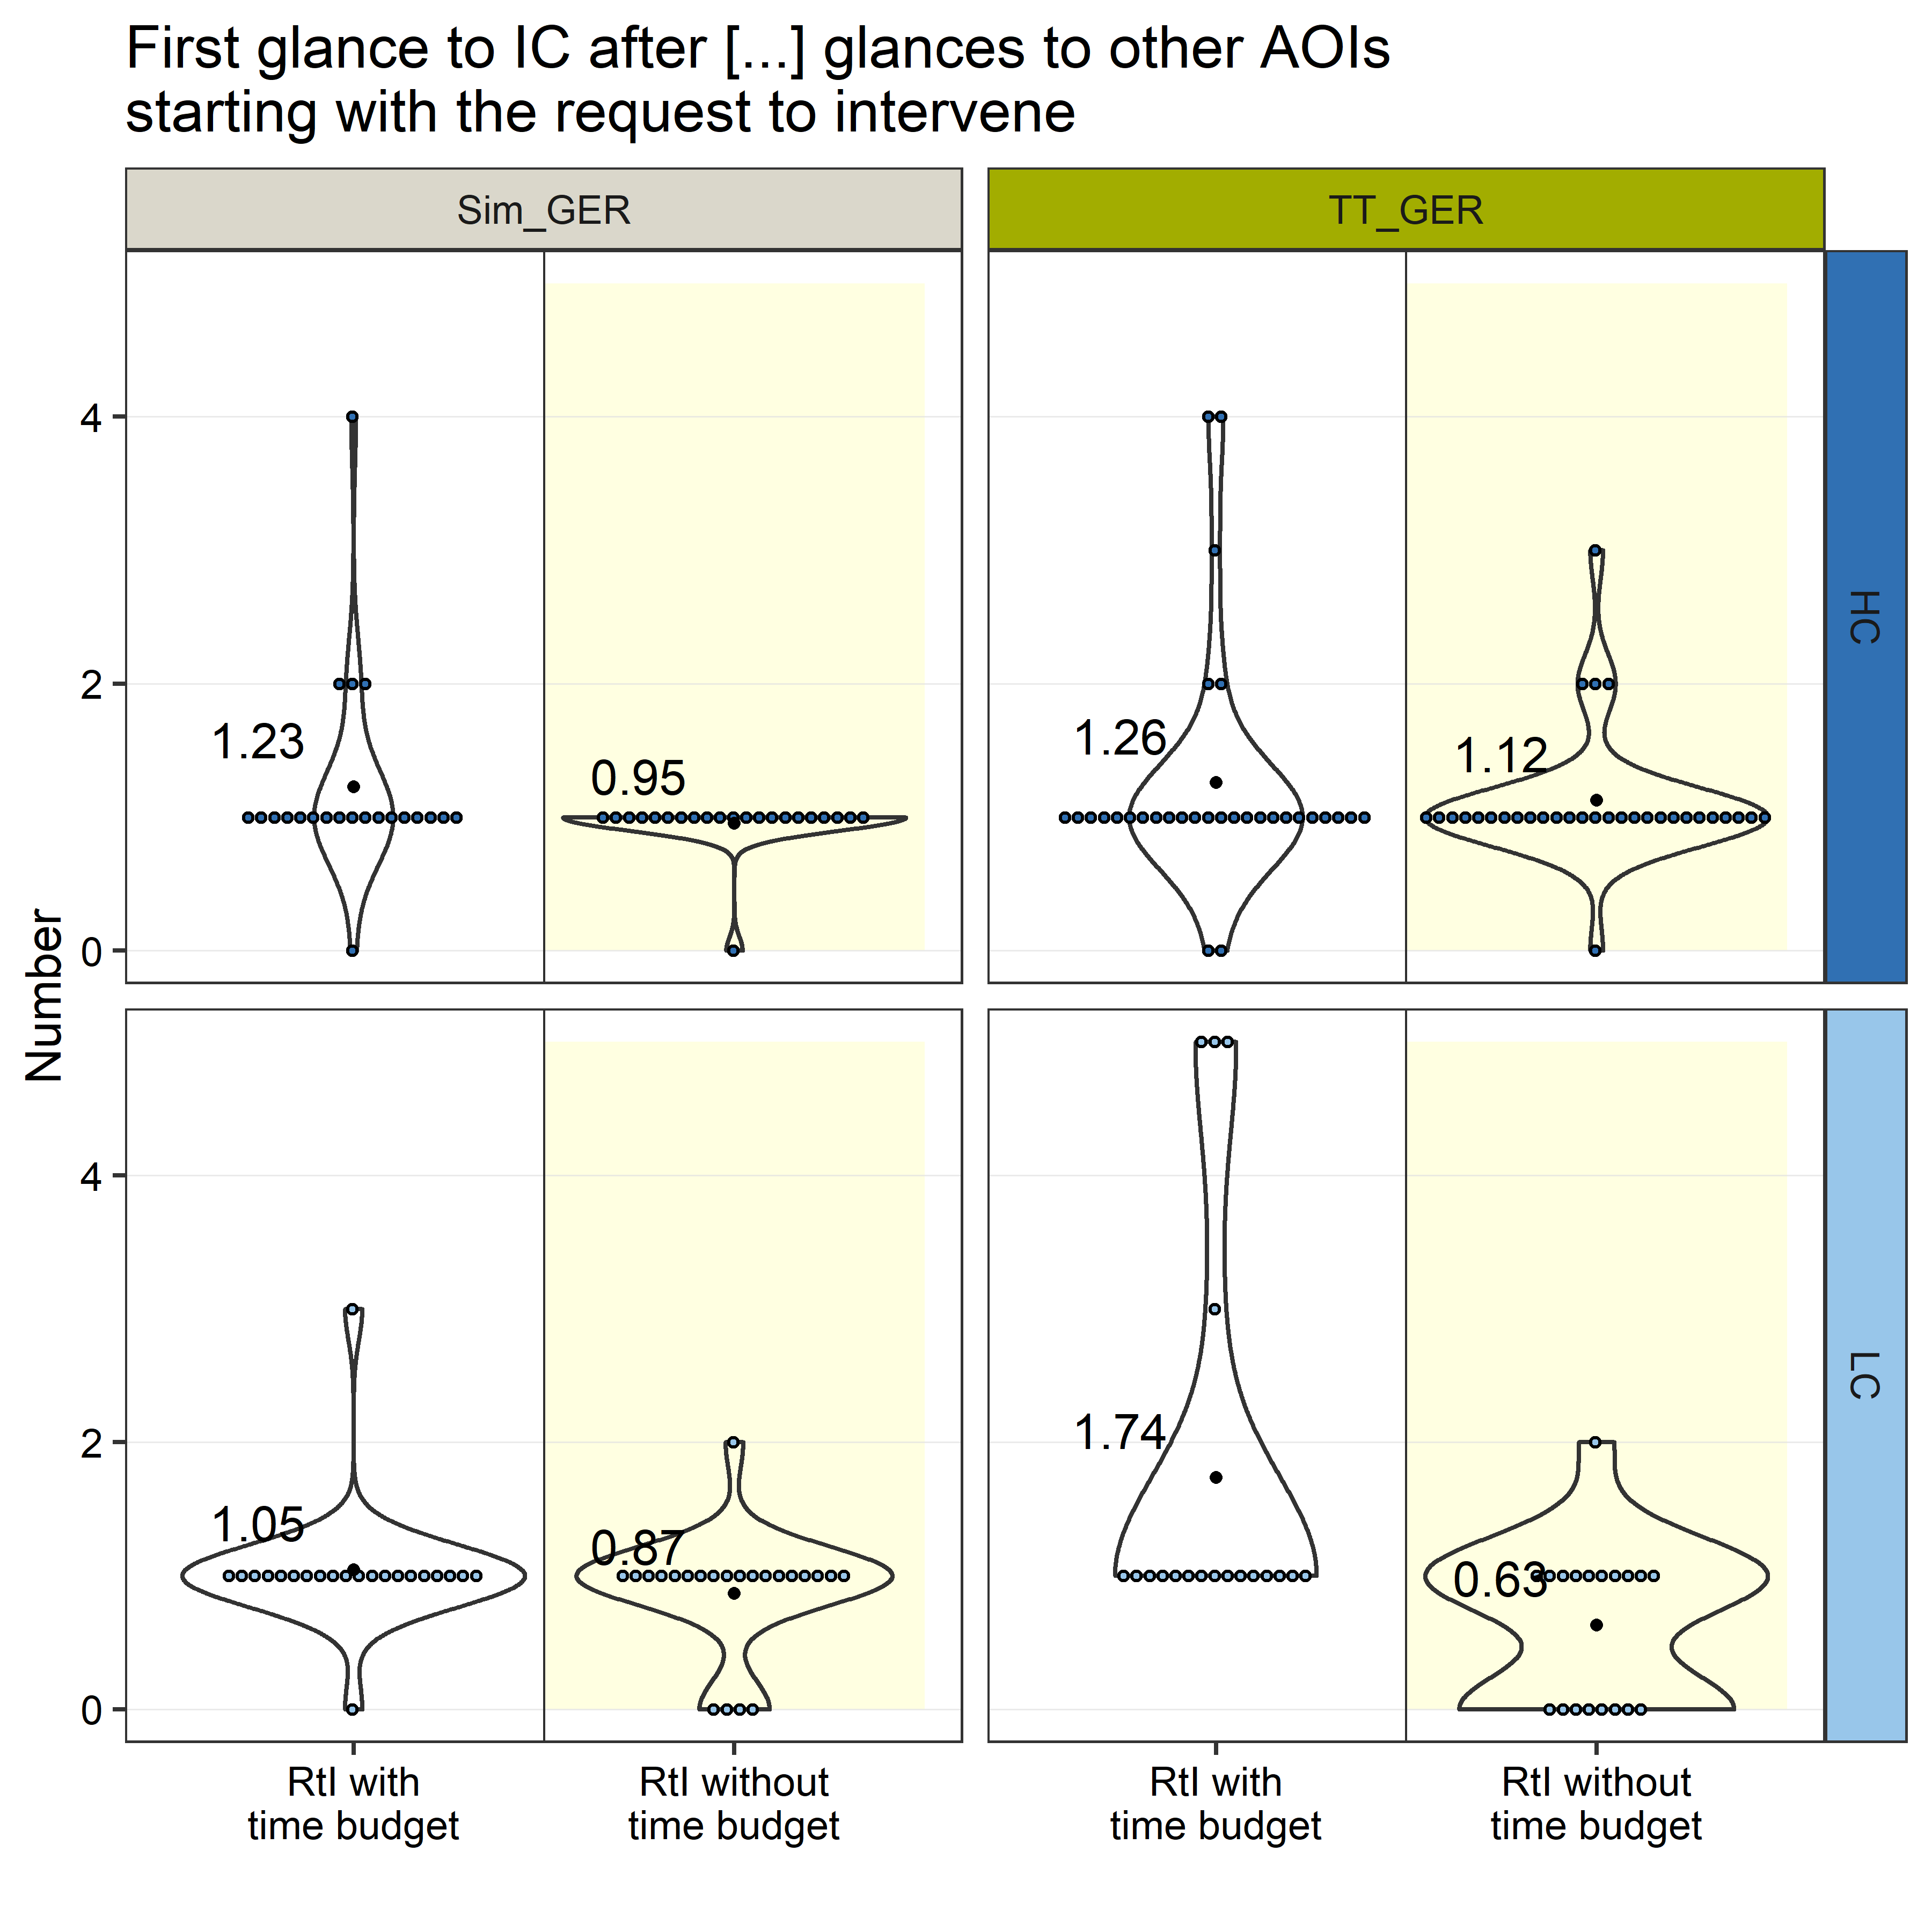 First glance to IC after [...] glances to other AOIs
starting with the request to intervene
Sim_GER
TT_GER
HC
LC
Number
4
2
0
1.23
0.95
1.26
1.12
4
2
0
1.05
0.87
1.74
0.63
RtI with
time budget
RtI without
time budget
RtI with
time budget
RtI without
time budget